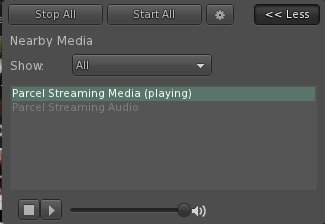 Stop All Start All << Less
Nearby Media
Show: All
Parcel Streaming Media (playing)
Parcel Streaming Audio